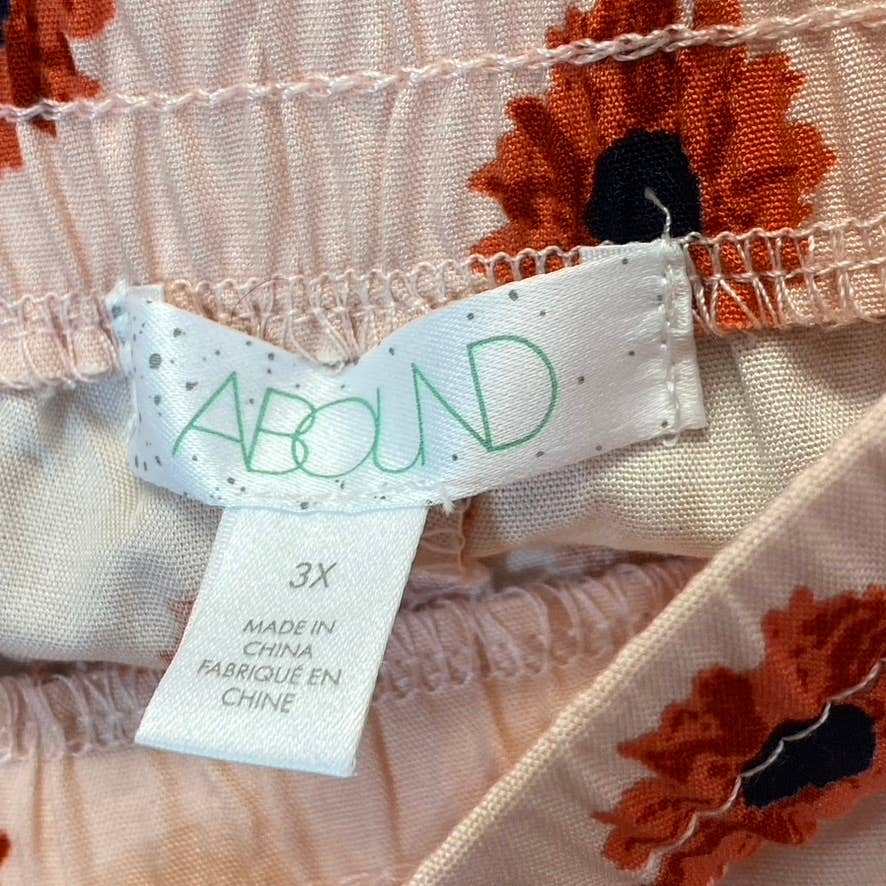 ABOUND
3X
MADE IN
CHINA
FABRIQUÉ EN
CHINE